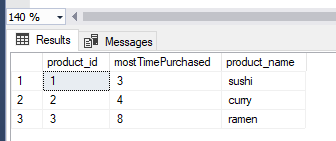 140 %
Results Messages
product_id mostTimePurchased product_name
1 1 3 sushi
2 2 4 curry
3 3 8 ramen